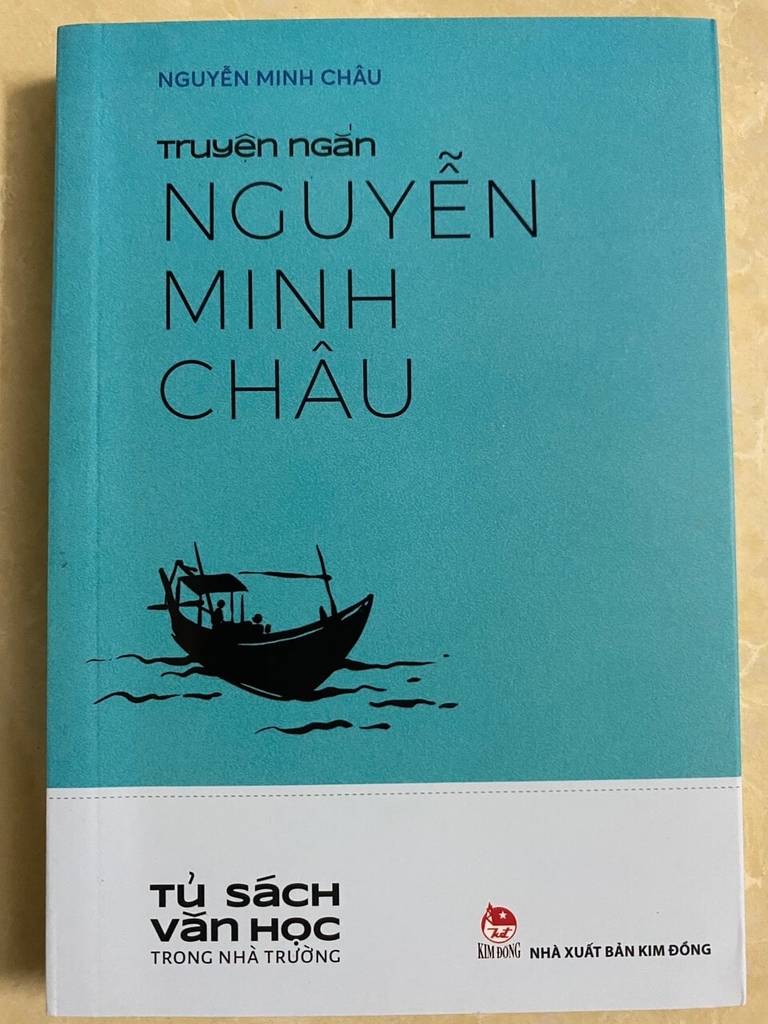 NGUYỄN MINH CHÂU
Truyện ngắn
NGUYỄN
MINH
CHÂU
Tủ sách
văn học
TRONG NHÀ TRƯỜNG
KIM ĐỒNG
NHÀ XUẤT BẢN KIM ĐỒNG